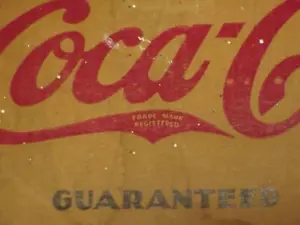 Coca-C
TRADE MARK
REGISTERED
GUARANTEED